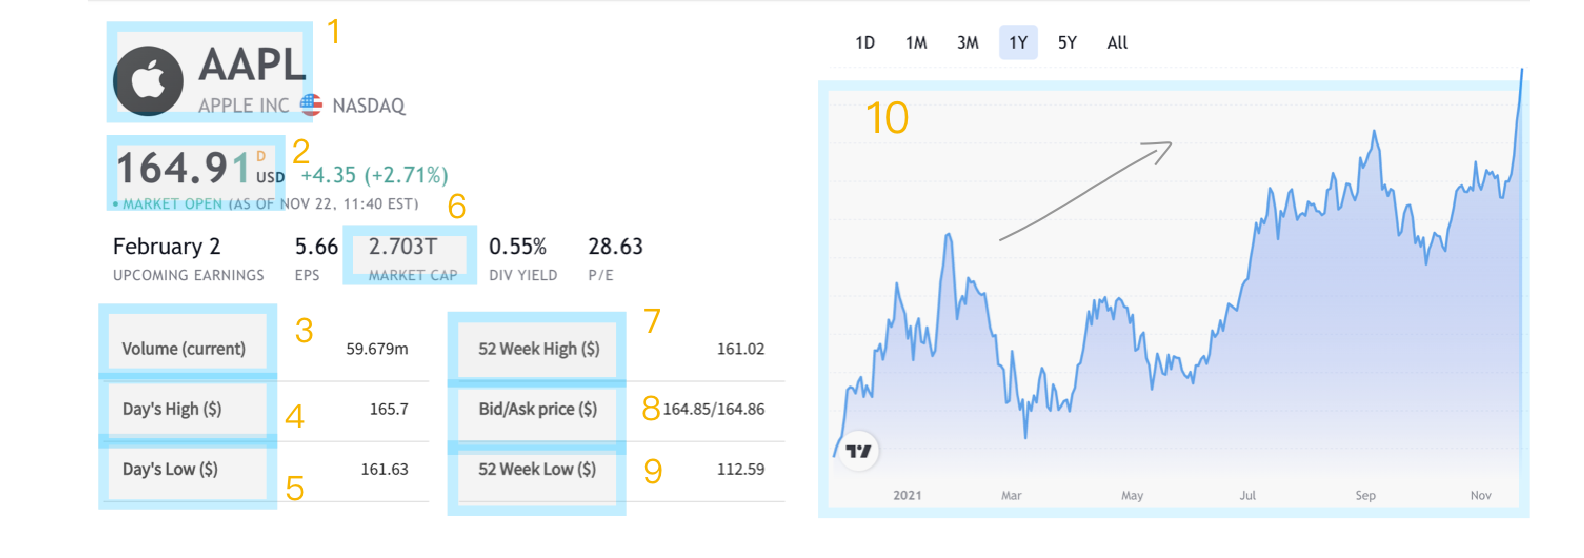 1
AAPL
APPLE INC NASDAQ
2
164.91 D USD +4.35 (+2.71%)
• MARKET OPEN (AS OF NOV 22, 11:40 EST)
6
February 2 5.66 2.703T 0.55% 28.63
UPCOMING EARNINGS EPS MARKET CAP DIV YIELD P/E
3
Volume (current) 59.679m
4
Day's High ($) 165.7
Day's Low ($) 161.63
5
7
52 Week High ($) 161.02
Bid/Ask price ($) 8 164.85/164.86
52 Week Low ($) 9 112.59
1D 1M 3M 1Y 5Y All
10
2021 Mar May Jul Sep Nov